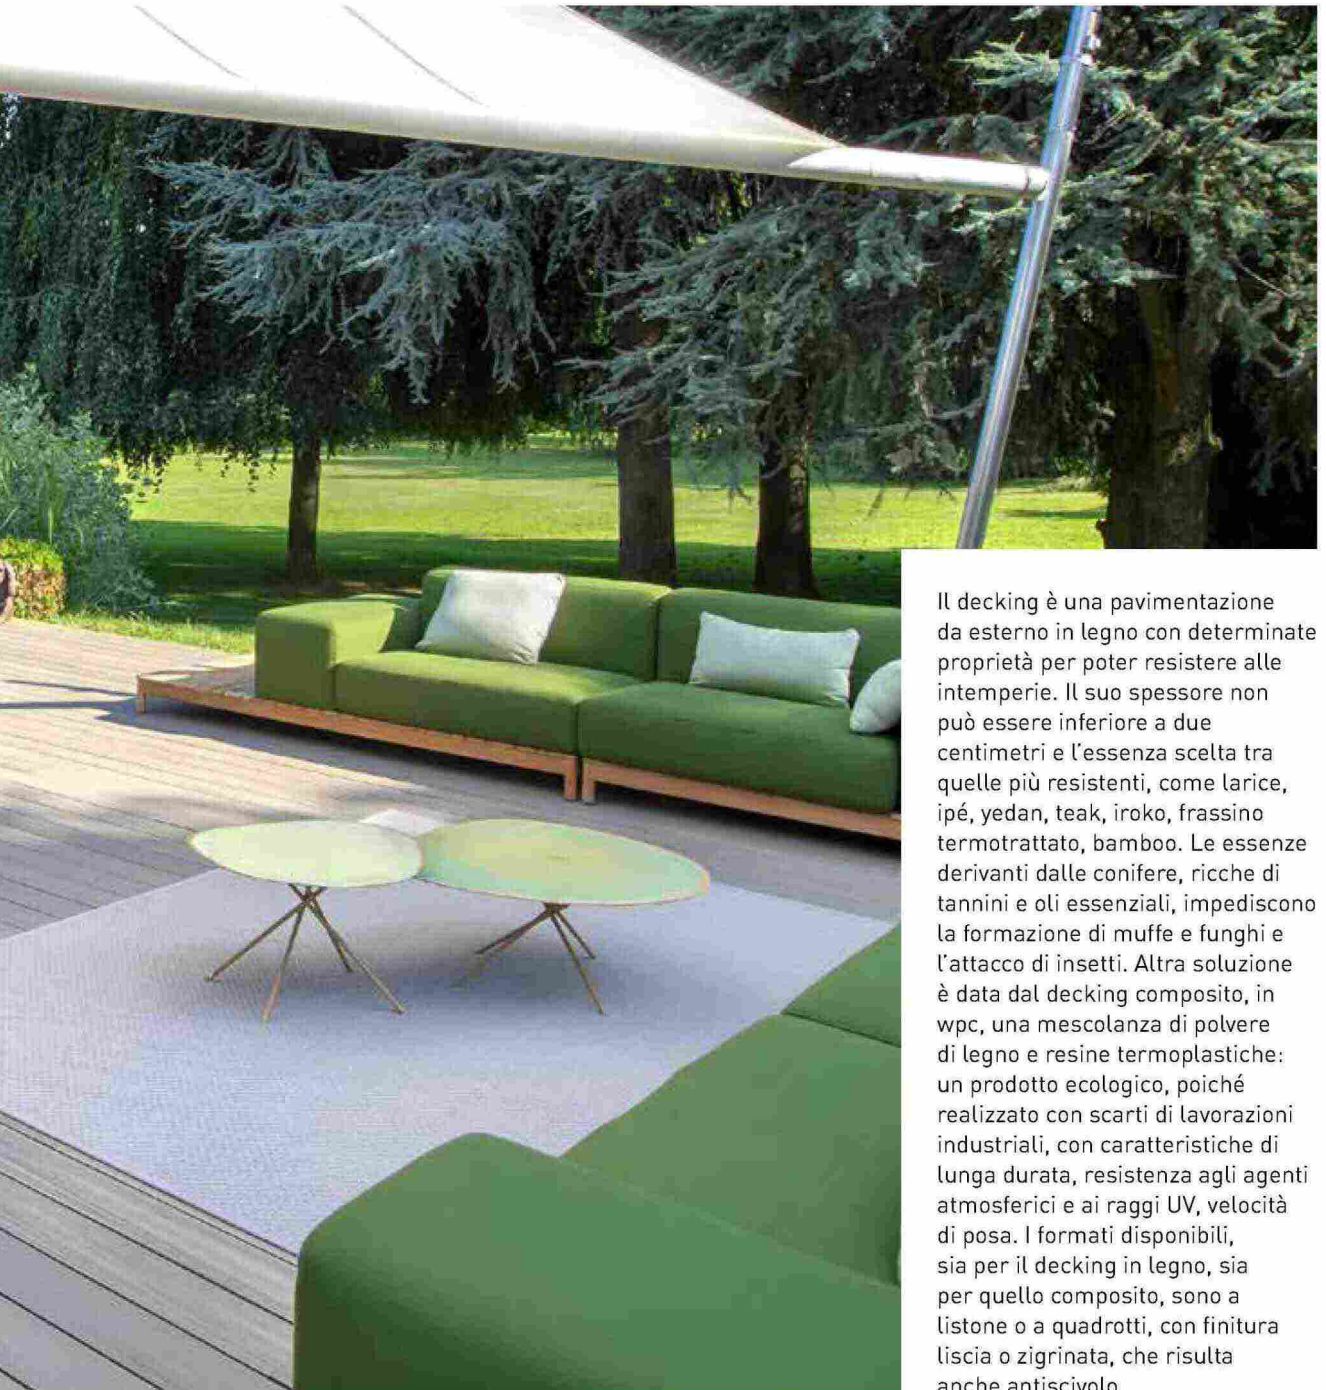 Il decking è una pavimentazione
da esterno in legno con determinate
proprietà per poter resistere alle
intemperie. Il suo spessore non
può essere inferiore a due
centimetri e l'essenza scelta tra
quelle più resistenti, come larice,
ipé, yedan, teak, iroko, frassino
termotrattato, bamboo. Le essenze
derivanti dalle conifere, ricche di
tannini e oli essenziali, impediscono
la formazione di muffe e funghi e
l'attacco di insetti. Altra soluzione
è data dal decking composito, in
wpc, una mescolanza di polvere
di legno e resine termoplastiche:
un prodotto ecologico, poiché
realizzato con scarti di lavorazioni
industriali, con caratteristiche di
lunga durata, resistenza agli agenti
atmosferici e ai raggi UV, velocità
di posa. I formati disponibili,
sia per il decking in legno, sia
per quello composito, sono a
listone o a quadrotti, con finitura
liscia o zigrinata, che risulta
anche antiscivolo